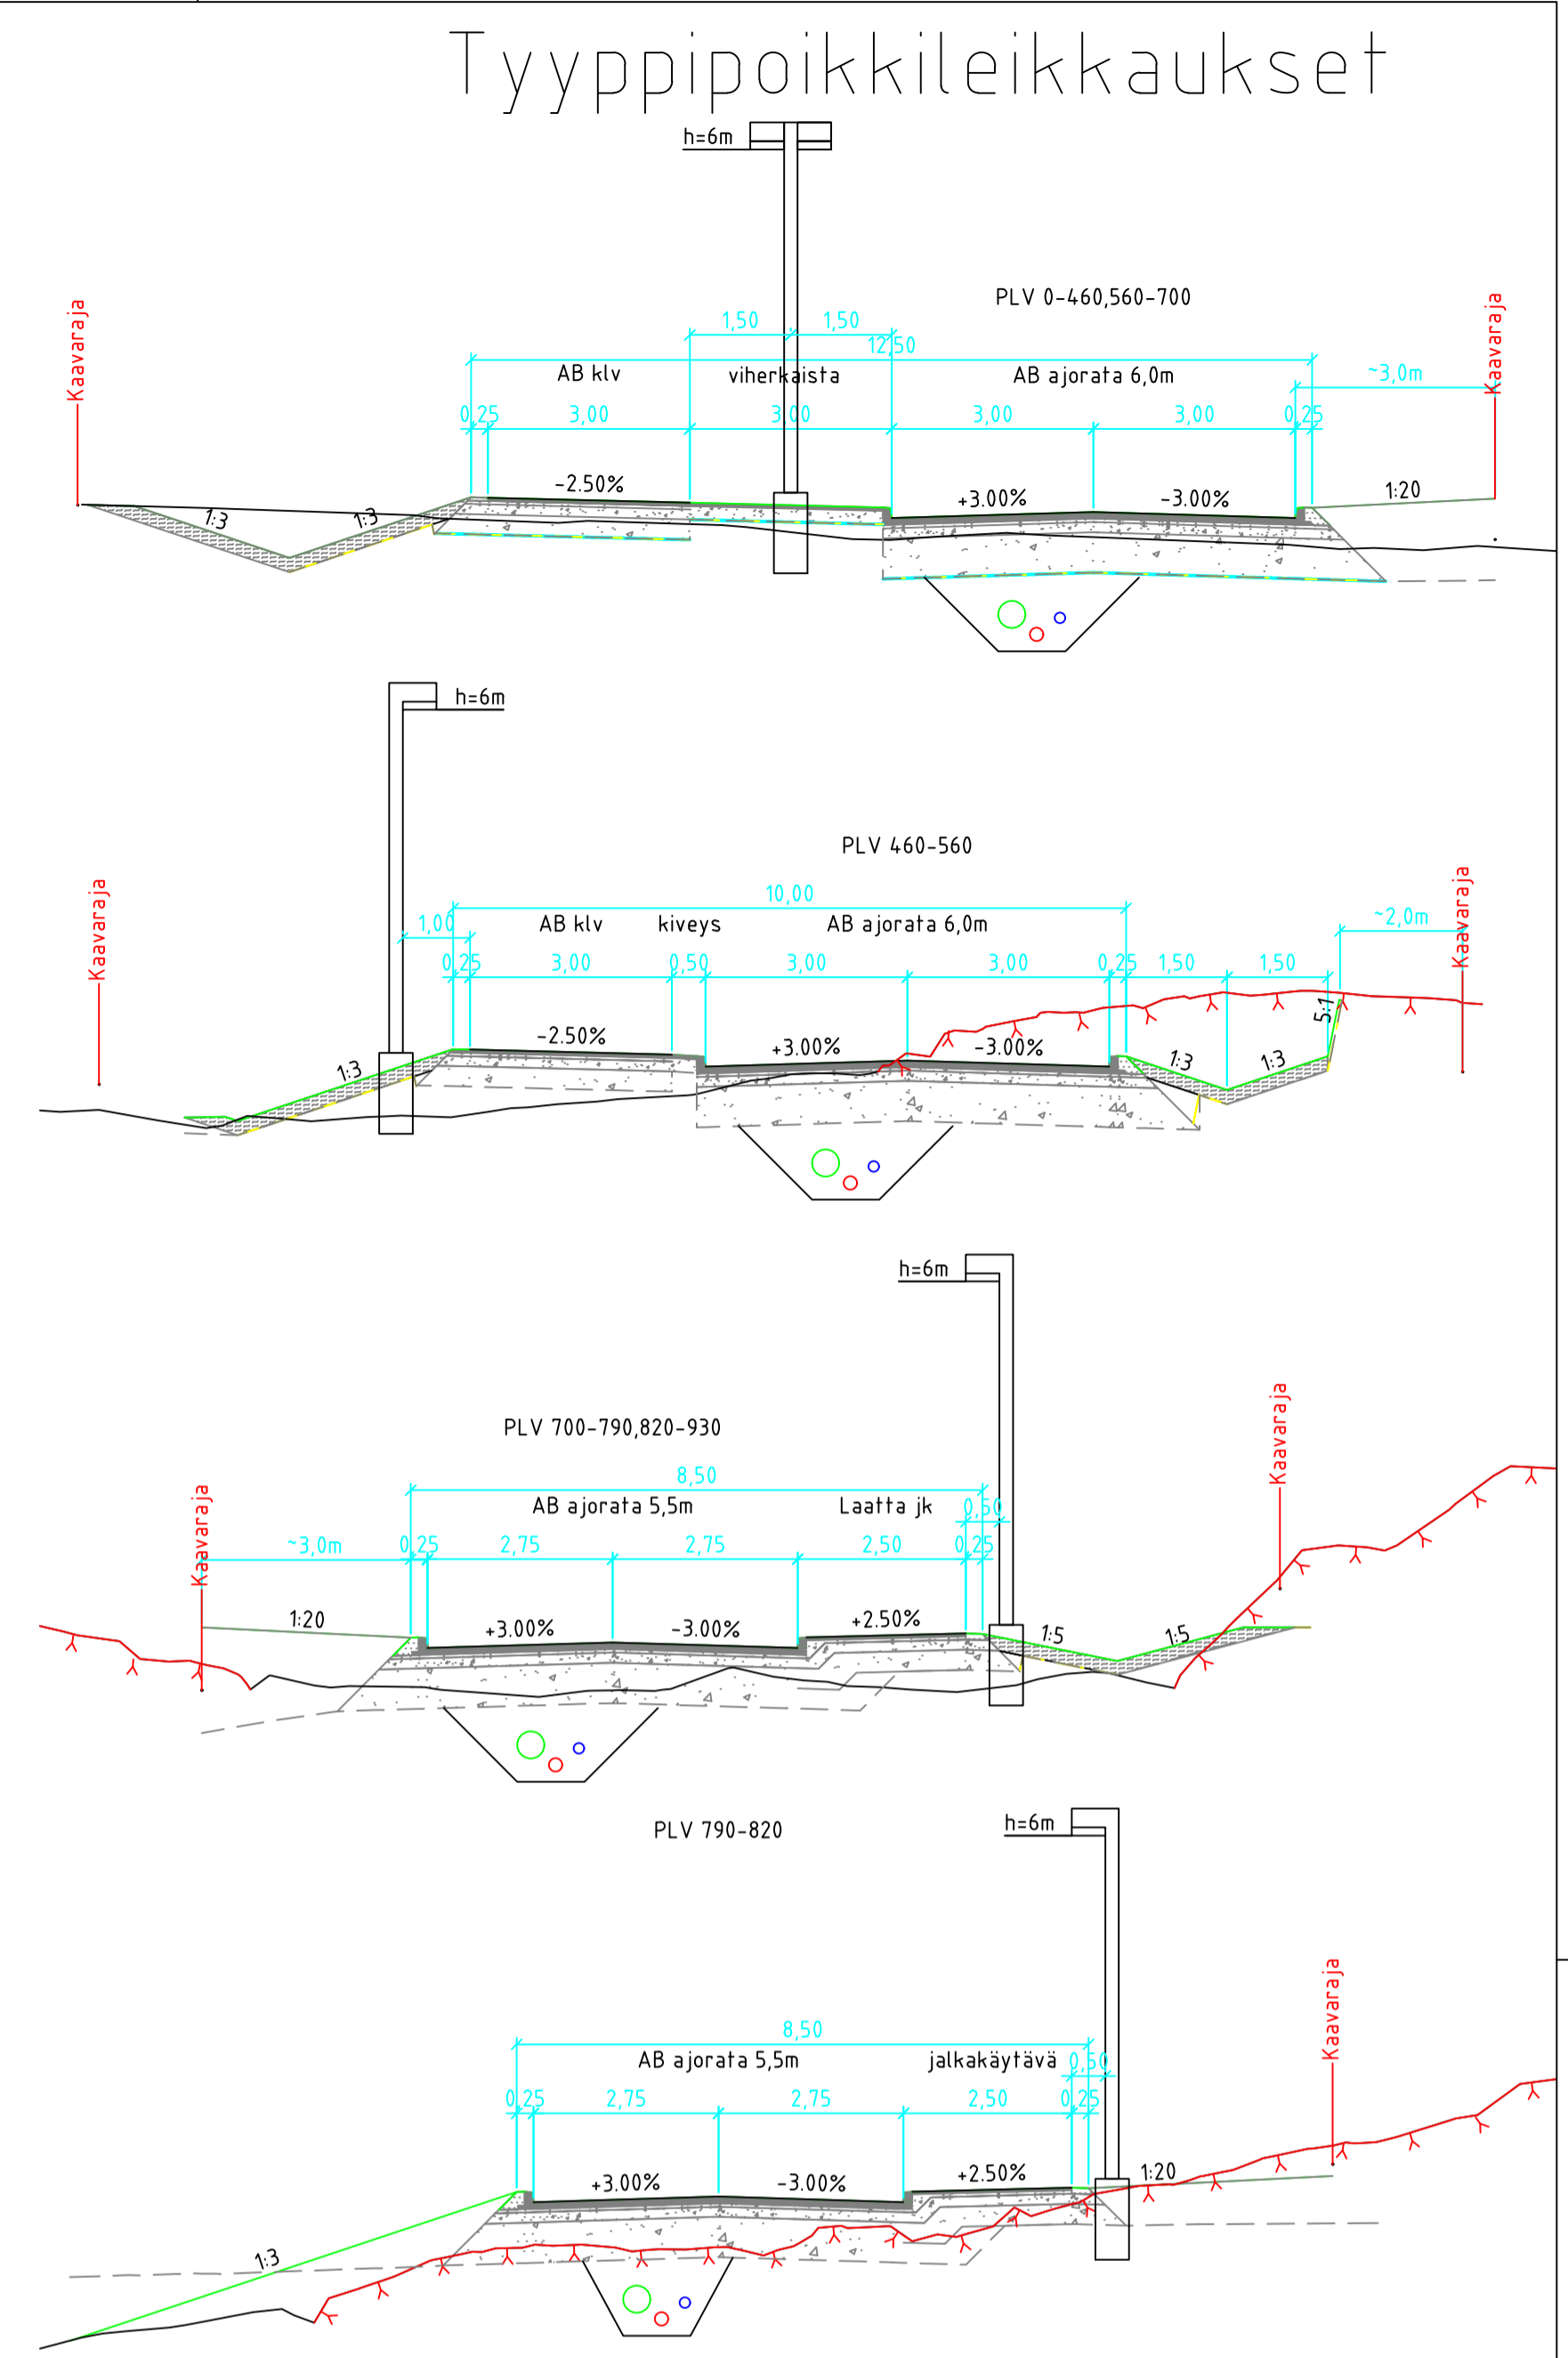 Tyyppipoikkileikkaukset
h=6m
PLV 0-460,560-700
Kaavaraja
Kaavaraja
1,50 1,50
12,50
AB klv viherkaista AB ajorata 6,0m ~3,0m
0,25 3,00 3,00 3,00 3,00 0,25
-2.50% +3.00% -3.00% 1:20
1:3 1:3
h=6m
PLV 460-560
Kaavaraja
Kaavaraja
10,00
1,00 AB klv kiveys AB ajorata 6,0m ~2,0m
0,25 3,00 0,50 3,00 3,00 0,25 1,50 1,50
-2.50% +3.00% -3.00% 5:1
1:3 1:3 1:3
h=6m
PLV 700-790,820-930
Kaavaraja
Kaavaraja
8,50
AB ajorata 5,5m Laatta jk 0,50
~3,0m 0,25 2,75 2,75 2,50 0,25
1:20 +3.00% -3.00% +2.50% 1:5 1:5
PLV 790-820
h=6m
Kaavaraja
8,50
AB ajorata 5,5m jalkakäytävä 0,50
0,25 2,75 2,75 2,50 0,25
+3.00% -3.00% +2.50% 1:20
1:3